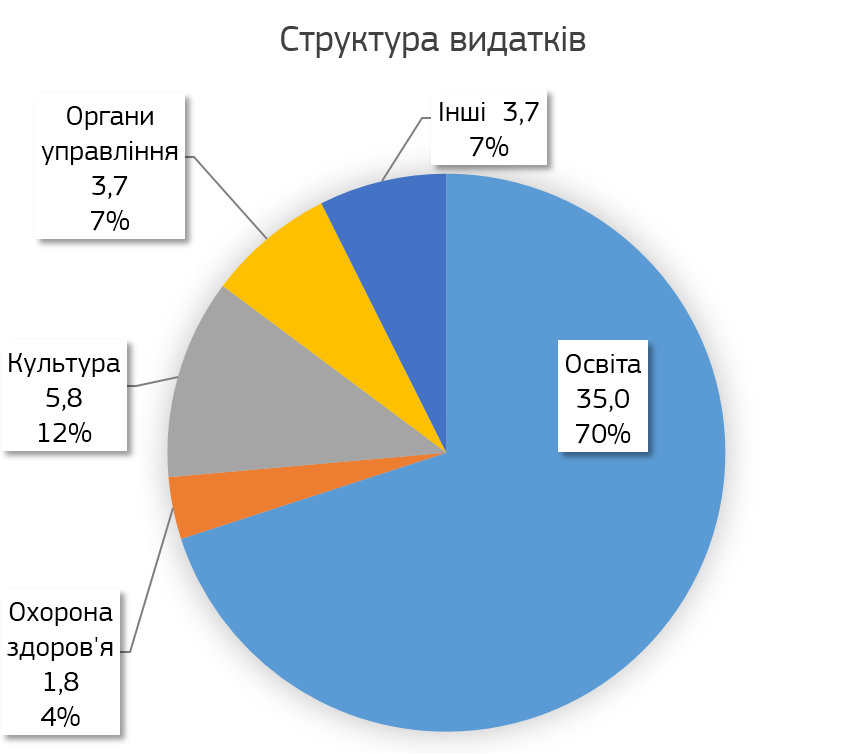 Структура видатків
Органи
управління
3,7
7%
Інші 3,7
7%
Культура
5,8
12%
Освіта
35,0
70%
Охорона
здоров'я
1,8
4%